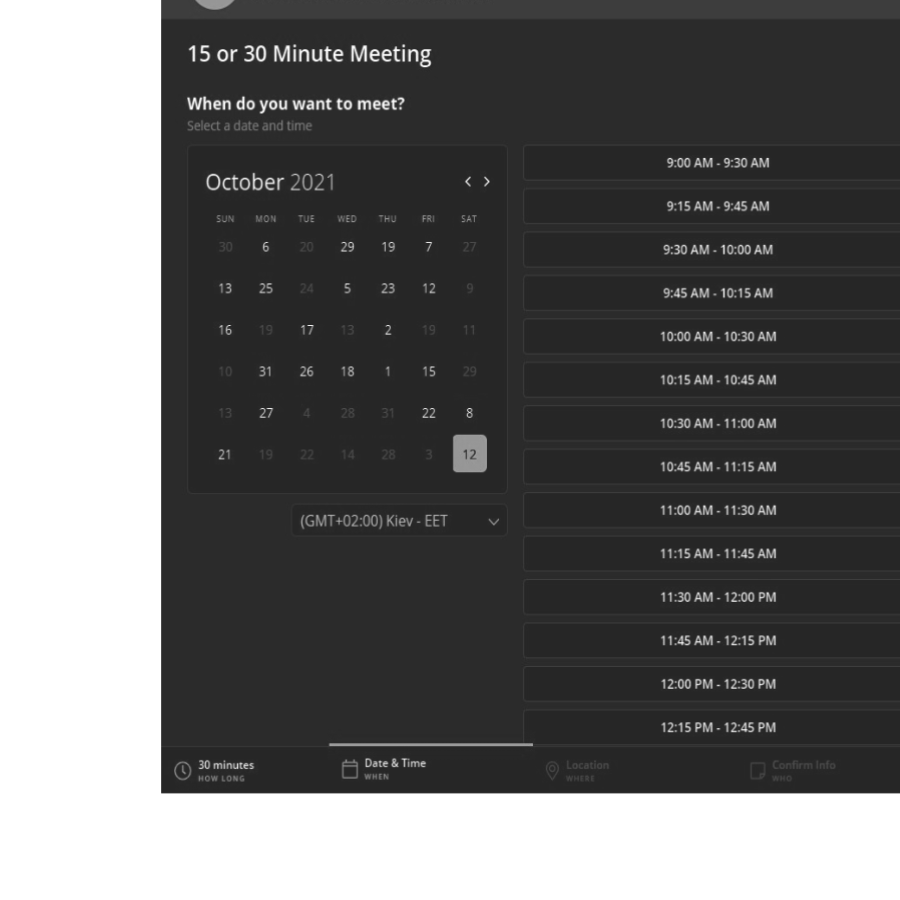 15 or 30 Minute Meeting
When do you want to meet?
Select a date and time
October 2021
SUN MON TUE WED THU FRI SAT
30 6 20 29 19 7 27
13 25 24 5 23 12 9
16 19 17 13 2 19 11
10 31 26 18 1 15 29
13 27 4 28 31 22 8
21 19 22 14 28 3 12
(GMT+02:00) Kiev - EET
9:00 AM - 9:30 AM
9:15 AM - 9:45 AM
9:30 AM - 10:00 AM
9:45 AM - 10:15 AM
10:00 AM - 10:30 AM
10:15 AM - 10:45 AM
10:30 AM - 11:00 AM
10:45 AM - 11:15 AM
11:00 AM - 11:30 AM
11:15 AM - 11:45 AM
11:30 AM - 12:00 PM
11:45 AM - 12:15 PM
12:00 PM - 12:30 PM
12:15 PM - 12:45 PM
30 minutes
HOW LONG
Date & Time
WHEN
Location
WHERE
Confirm Info
WHO